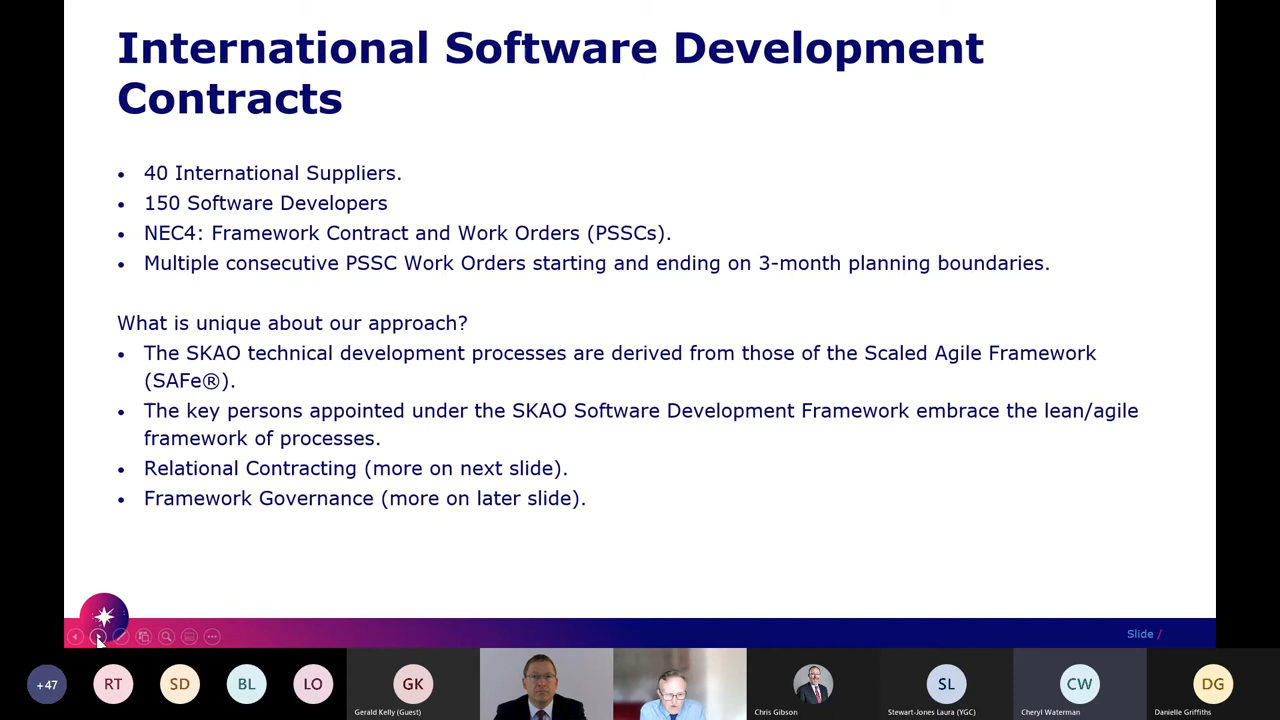 International Software Development
Contracts
• 40 International Suppliers.
• 150 Software Developers
• NEC4: Framework Contract and Work Orders (PSSCs).
• Multiple consecutive PSSC Work Orders starting and ending on 3-month planning boundaries.
What is unique about our approach?
• The SKAO technical development processes are derived from those of the Scaled Agile Framework
(SAFe®).
• The key persons appointed under the SKAO Software Development Framework embrace the lean/agile
framework of processes.
• Relational Contracting (more on next slide).
• Framework Governance (more on later slide).
Slide /
+47
RT
SD
BL
LO
GK
SL
CW
DG
Gerald Kelly (Guest)
Chris Gibson
Stewart-Jones Laura (YGC)
Cheryl Waterman
Danielle Griffiths